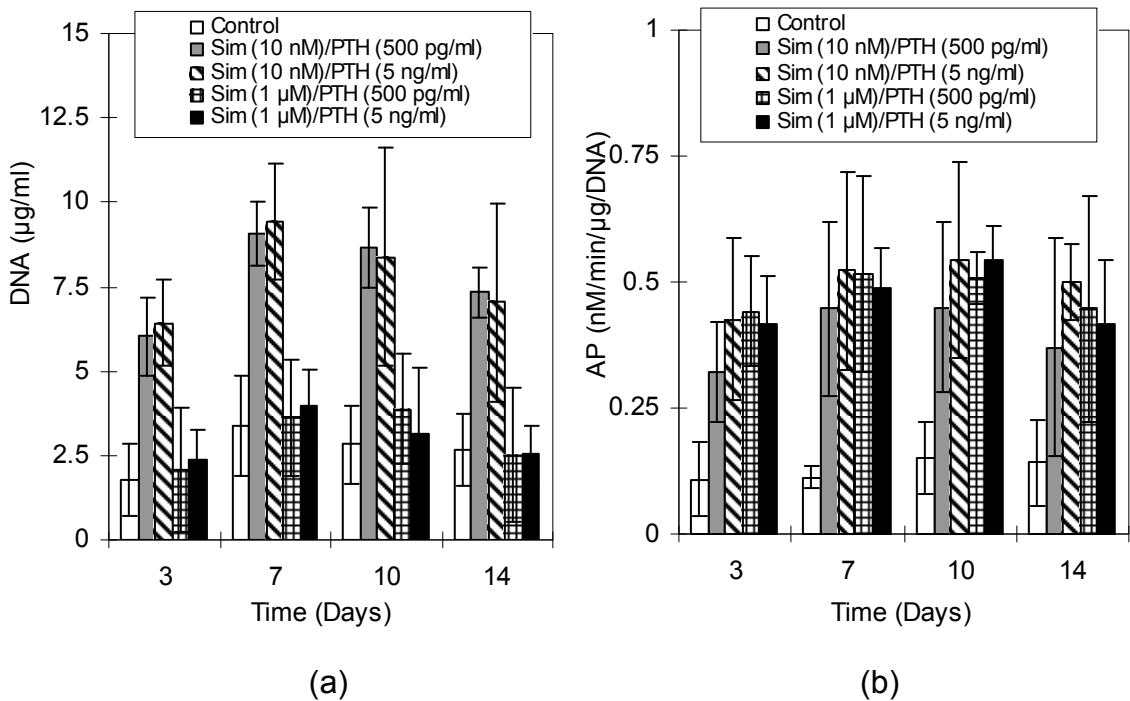 Control
Sim (10 nM)/PTH (500 pg/ml)
Sim (10 nM)/PTH (5 ng/ml)
Sim (1 µM)/PTH (500 pg/ml)
Sim (1 µM)/PTH (5 ng/ml)
15
12.5
10
7.5
5
2.5
0
DNA (µg/ml)
3 7 10 14
Time (Days)
(a)
Control
Sim (10 nM)/PTH (500 pg/ml)
Sim (10 nM)/PTH (5 ng/ml)
Sim (1 µM)/PTH (500 pg/ml)
Sim (1 µM)/PTH (5 ng/ml)
1
0.75
0.5
0.25
0
AP (nM/min/µg/DNA)
3 7 10 14
Time (Days)
(b)